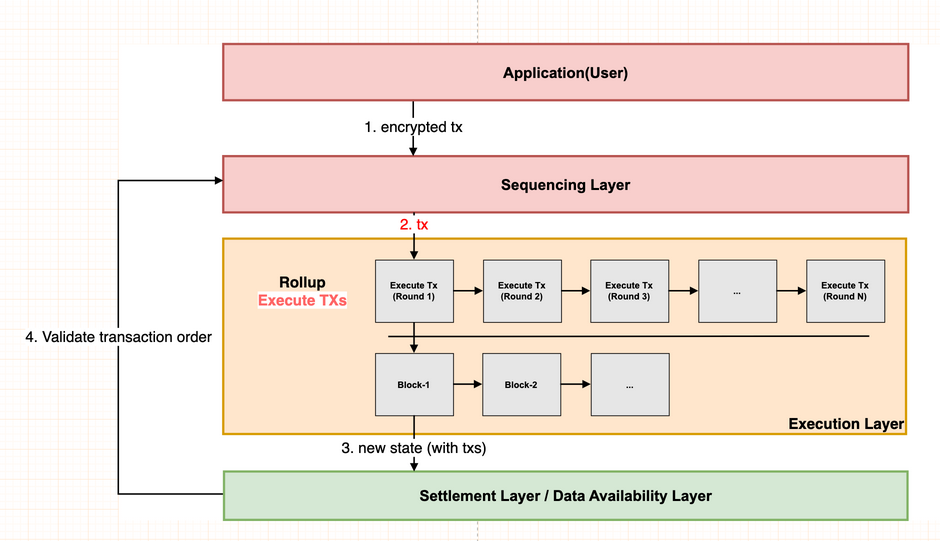 Application(User)
1. encrypted tx
Sequencing Layer
2. tx
Rollup
Execute TXs
Execute Tx
(Round 1)
Execute Tx
(Round 2)
Execute Tx
(Round 3)
...
Execute Tx
(Round N)
4. Validate transaction order
Block-1
Block-2
...
Execution Layer
3. new state (with txs)
Settlement Layer / Data Availability Layer